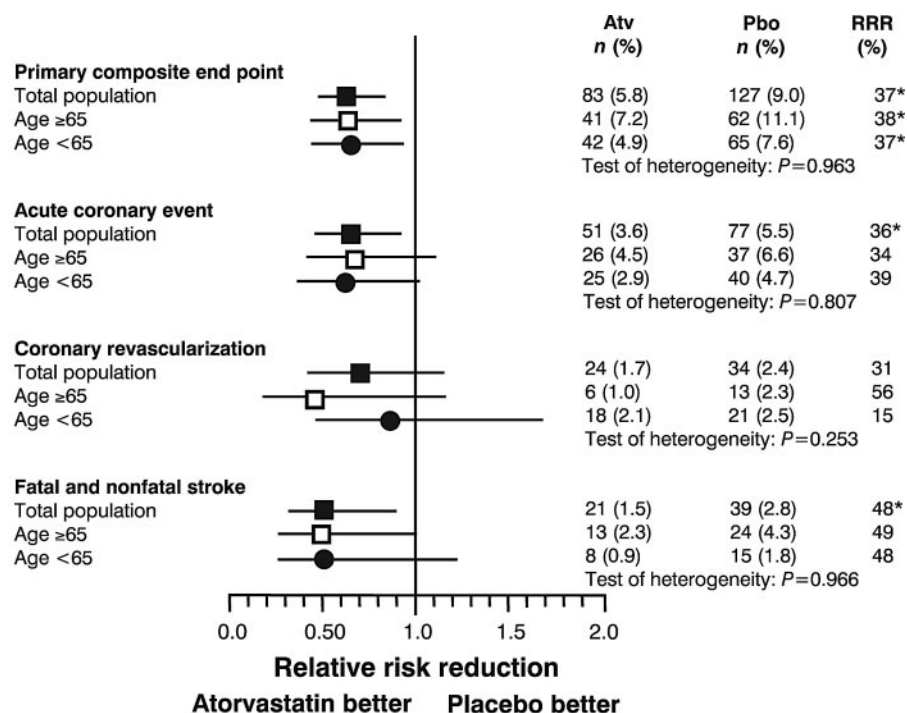 Atv Pbo RRR
n (%) n (%) (%)
Primary composite end point
Total population 83 (5.8) 127 (9.0) 37*
Age ≥65 41 (7.2) 62 (11.1) 38*
Age <65 42 (4.9) 65 (7.6) 37*
Test of heterogeneity: P=0.963
Acute coronary event
Total population 51 (3.6) 77 (5.5) 36*
Age ≥65 26 (4.5) 37 (6.6) 34
Age <65 25 (2.9) 40 (4.7) 39
Test of heterogeneity: P=0.807
Coronary revascularization
Total population 24 (1.7) 34 (2.4) 31
Age ≥65 6 (1.0) 13 (2.3) 56
Age <65 18 (2.1) 21 (2.5) 15
Test of heterogeneity: P=0.253
Fatal and nonfatal stroke
Total population 21 (1.5) 39 (2.8) 48*
Age ≥65 13 (2.3) 24 (4.3) 49
Age <65 8 (0.9) 15 (1.8) 48
Test of heterogeneity: P=0.966
0.0 0.50 1.0 1.5 2.0
Relative risk reduction
Atorvastatin better Placebo better